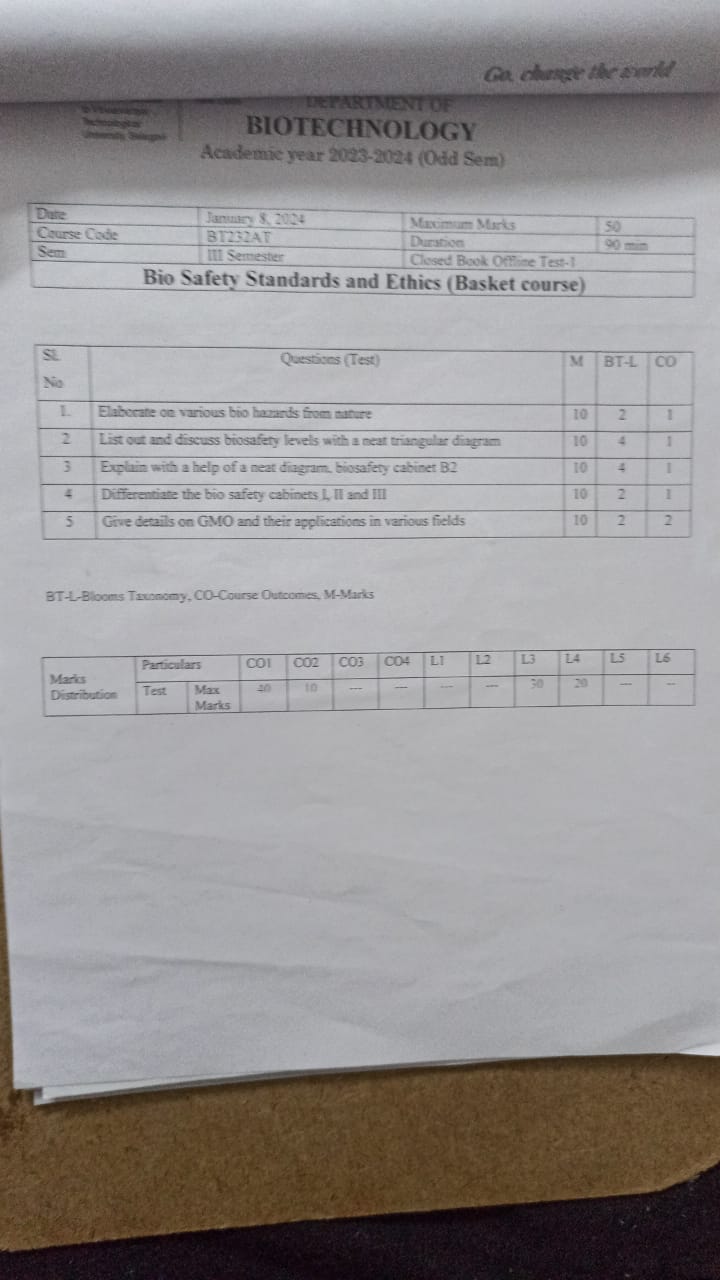 Go, change the world
Technological
University, Belagavi
DEPARTMENT OF
BIOTECHNOLOGY
Academic year 2023-2024 (Odd Sem)
Date January 8, 2024 Maximum Marks 50
Course Code BT232AT Duration 90 min
Sem III Semester Closed Book Offline Test-1
Bio Safety Standards and Ethics (Basket course)
SL No Questions (Test) M BT-L CO
1. Elaborate on various bio hazards from nature 10 2 1
2 List out and discuss biosafety levels with a neat triangular diagram 10 4 1
3 Explain with a help of a neat diagram, biosafety cabinet B2 10 4 1
4 Differentiate the bio safety cabinets I, II and III 10 2 1
5 Give details on GMO and their applications in various fields 10 2 2
BT-L-Blooms Taxonomy, CO-Course Outcomes, M-Marks
Marks Distribution Particulars CO1 CO2 CO3 CO4 L1 L2 L3 L4 L5 L6
Test Max Marks 40 10 --- --- --- --- 30 20 --- --